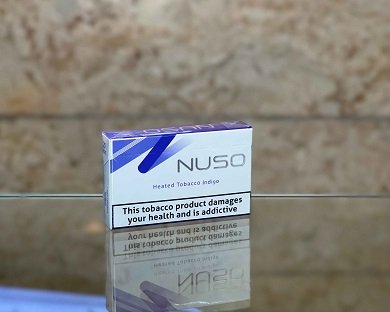 NUSO
Heated Tobacco Indigo
This tobacco product damages
your health and is addictive